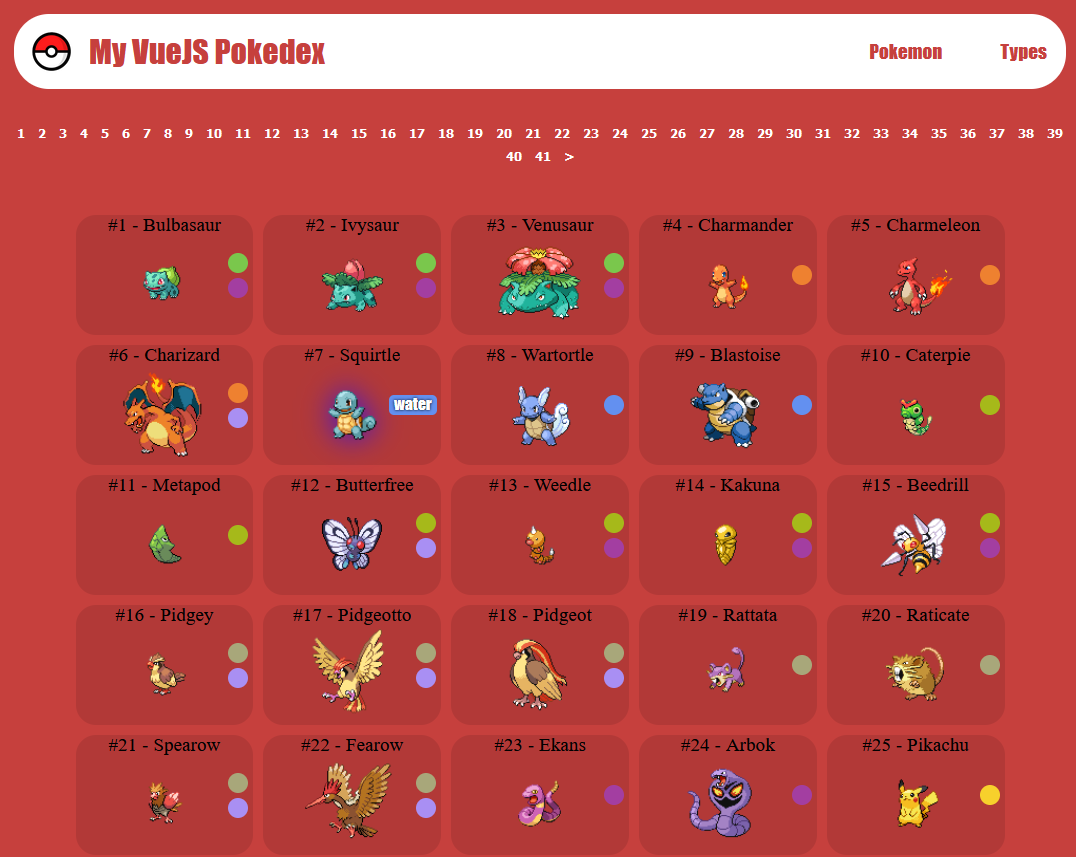 My VueJS Pokedex Pokemon Types
1 2 3 4 5 6 7 8 9 10 11 12 13 14 15 16 17 18 19 20 21 22 23 24 25 26 27 28 29 30 31 32 33 34 35 36 37 38 39
40 41 >
#1 - Bulbasaur #2 - Ivysaur #3 - Venusaur #4 - Charmander #5 - Charmeleon
#6 - Charizard #7 - Squirtle #8 - Wartortle #9 - Blastoise #10 - Caterpie
water
#11 - Metapod #12 - Butterfree #13 - Weedle #14 - Kakuna #15 - Beedrill
#16 - Pidgey #17 - Pidgeotto #18 - Pidgeot #19 - Rattata #20 - Raticate
#21 - Spearow #22 - Fearow #23 - Ekans #24 - Arbok #25 - Pikachu